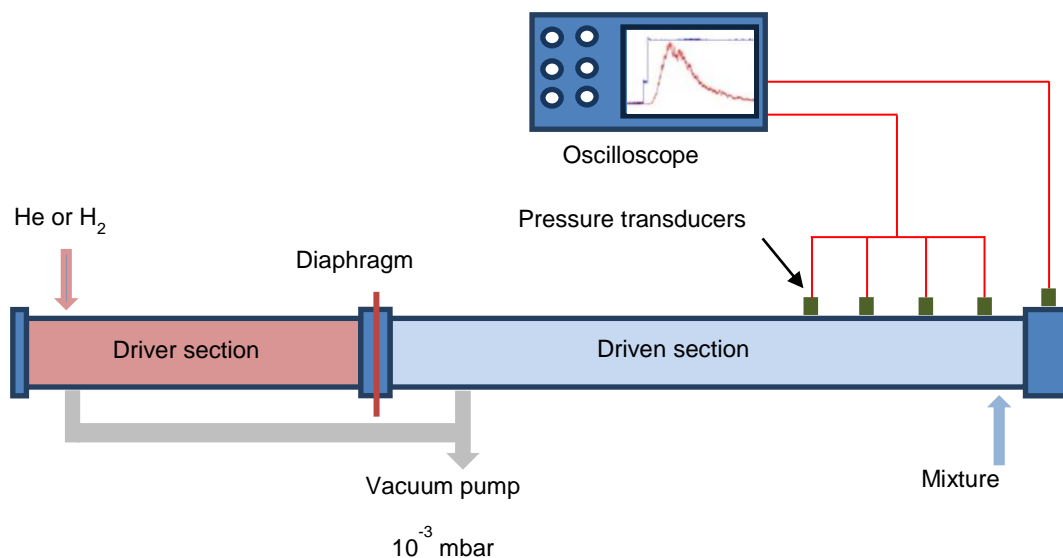 Oscilloscope
He or H₂
Pressure transducers
Diaphragm
Driver section
Driven section
Vacuum pump
10⁻³ mbar
Mixture